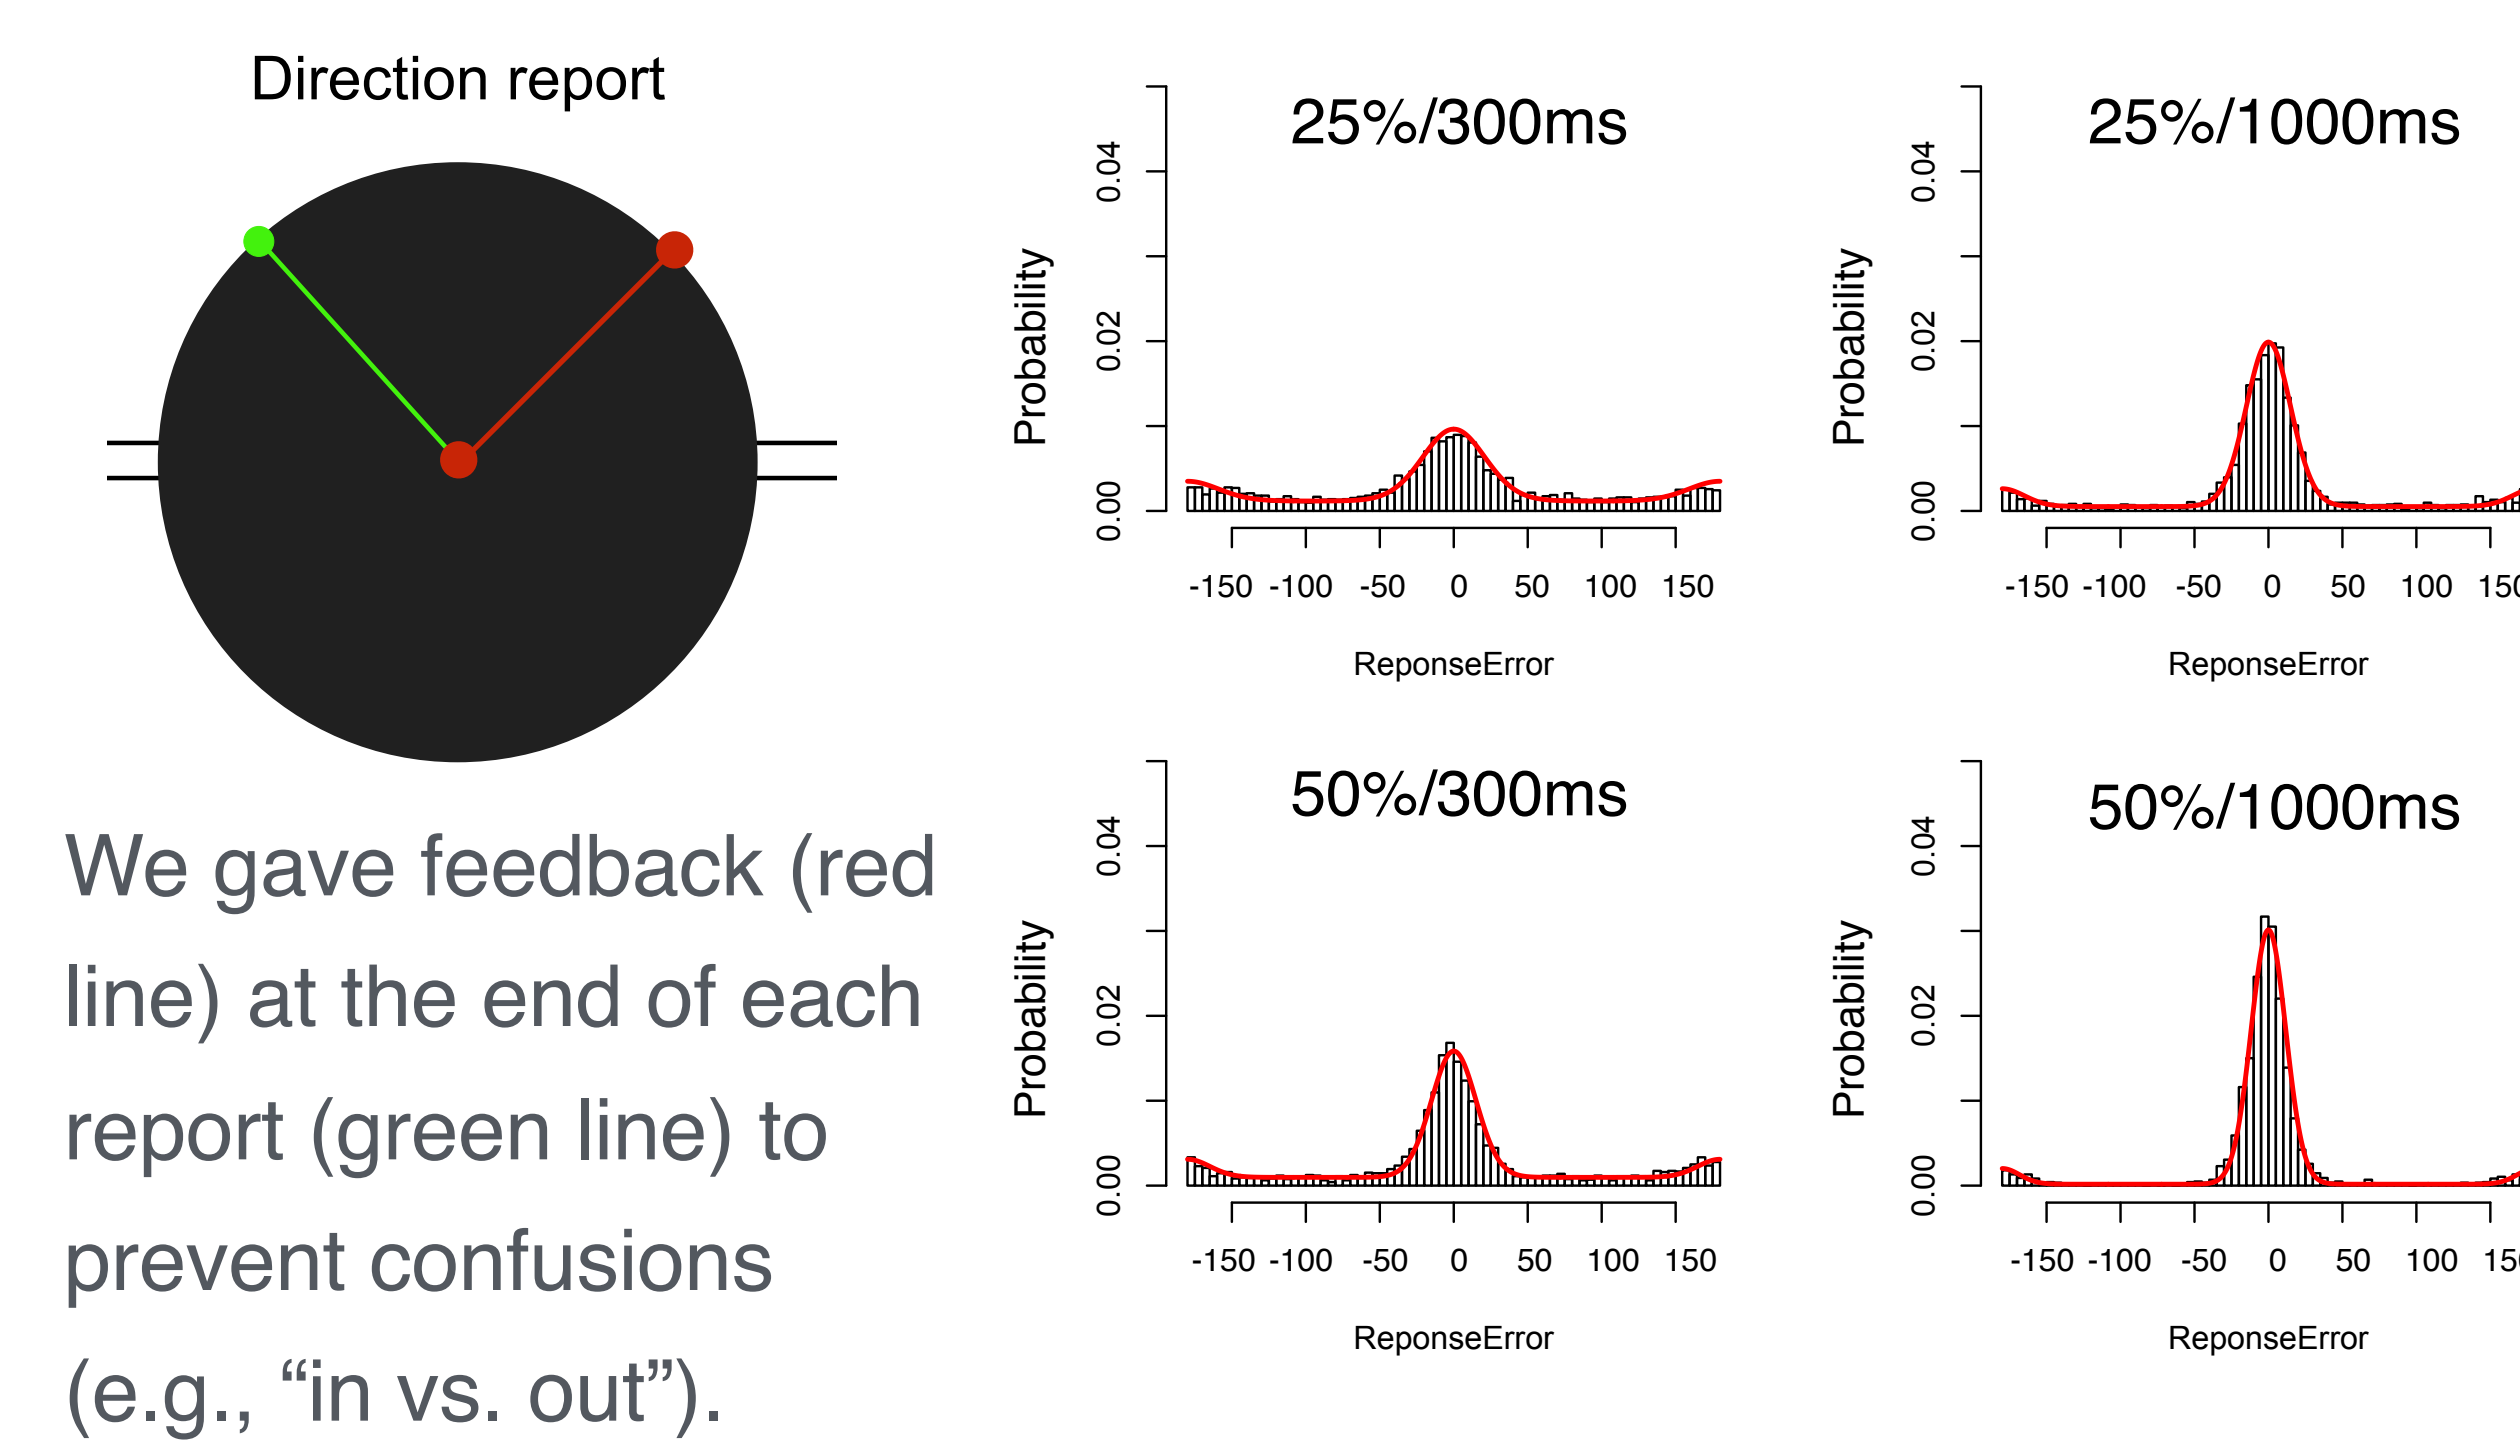 Direction report
We gave feedback (red
line) at the end of each
report (green line) to
prevent confusions
(e.g., “in vs. out”).
25%/300ms
Probability
0.04
0.02
0.00
-150 -100 -50 0 50 100 150
ReponseError
25%/1000ms
Probability
0.04
0.02
0.00
-150 -100 -50 0 50 100 150
ReponseError
50%/300ms
Probability
0.04
0.02
0.00
-150 -100 -50 0 50 100 150
ReponseError
50%/1000ms
Probability
0.04
0.02
0.00
-150 -100 -50 0 50 100 150
ReponseError